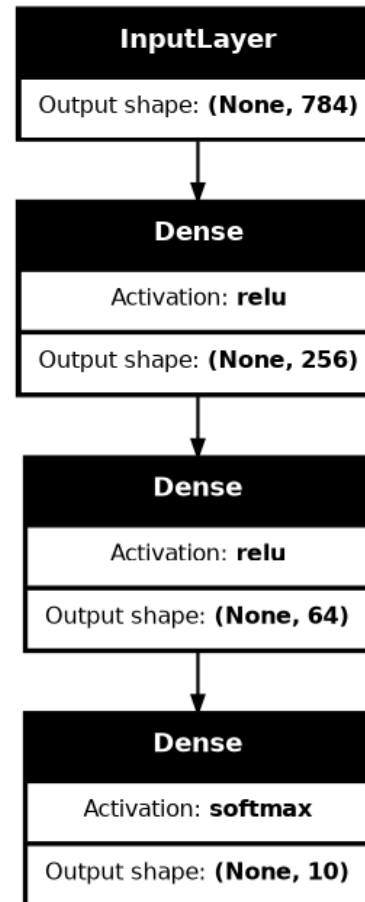 InputLayer
Output shape: (None, 784)
Dense
Activation: relu
Output shape: (None, 256)
Dense
Activation: relu
Output shape: (None, 64)
Dense
Activation: softmax
Output shape: (None, 10)